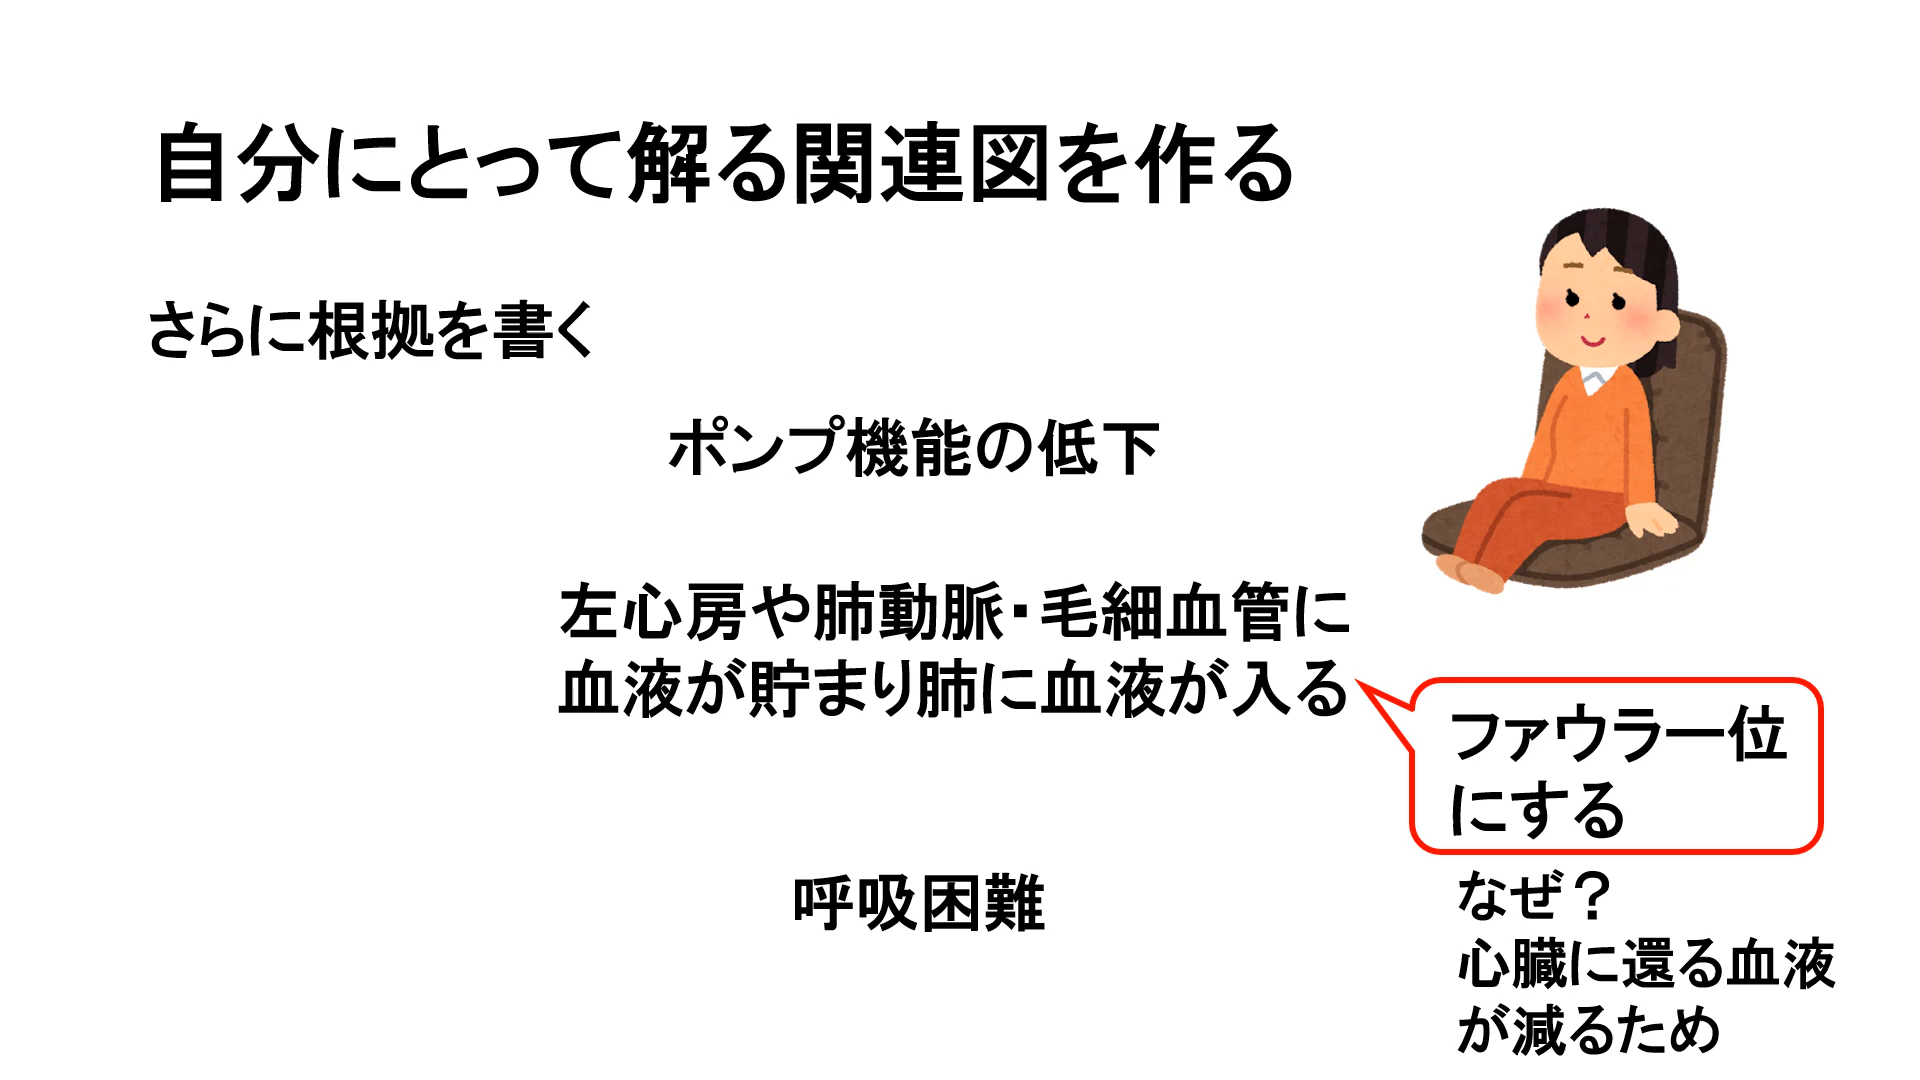 自分にとって解る関連図を作る
さらに根拠を書く
ポンプ機能の低下
左心房や肺動脈・毛細血管に
血液が貯まり肺に血液が入る
ファウラー位
にする
呼吸困難
なぜ？
心臓に還る血液
が減るため